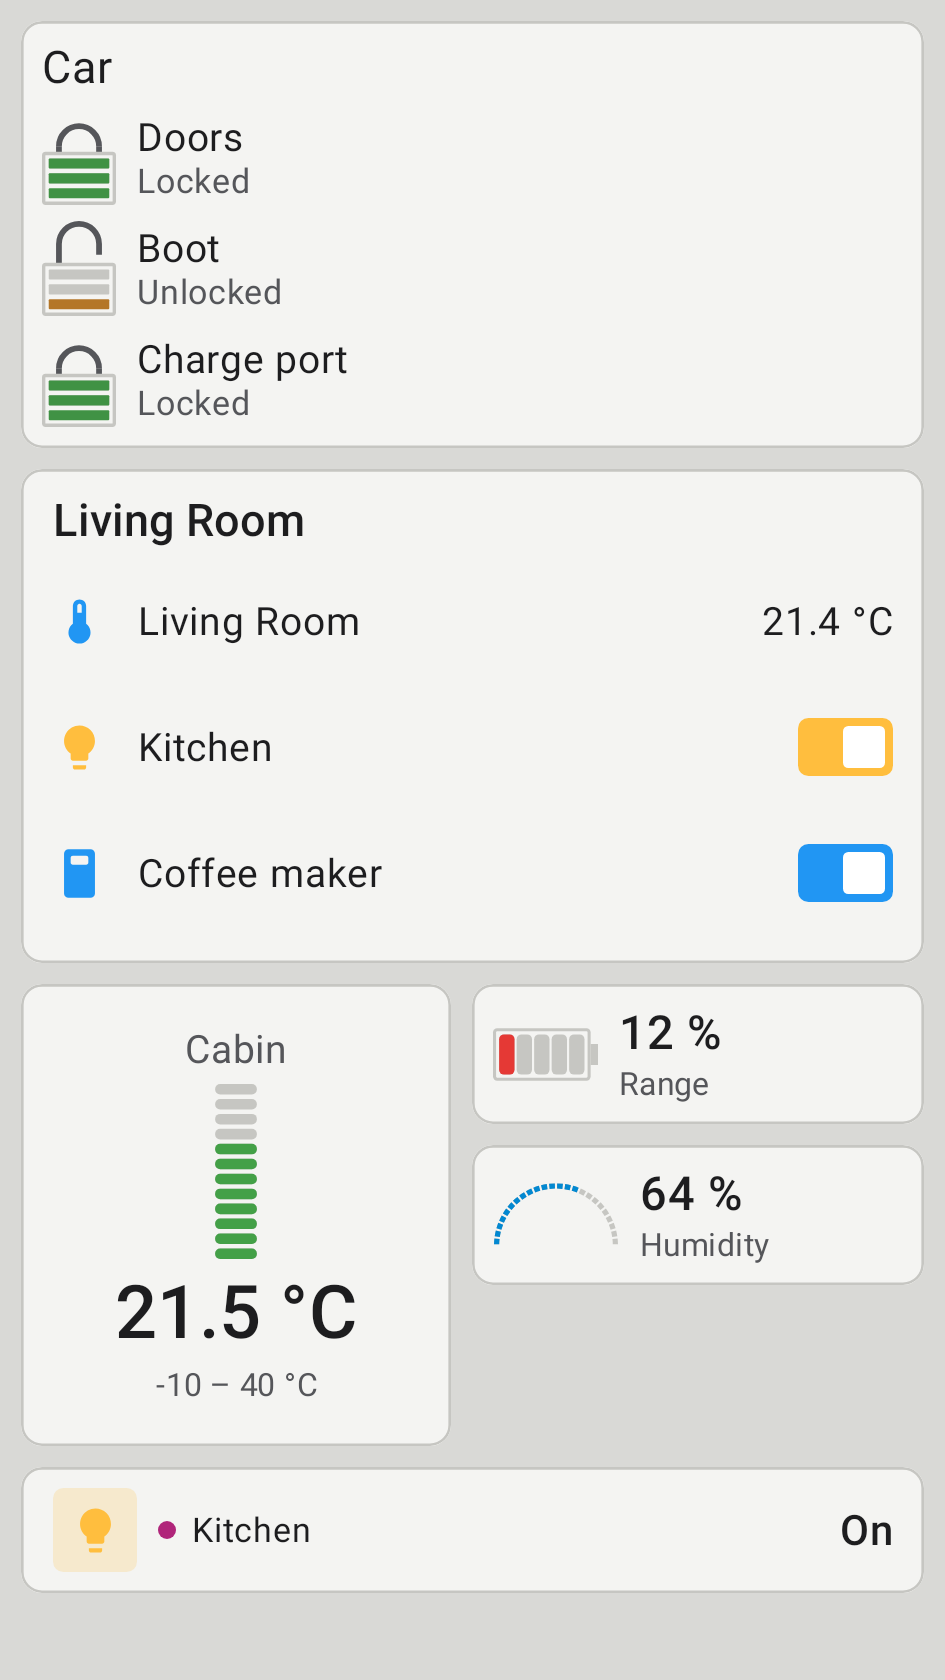 Car
Doors
Locked
Boot
Unlocked
Charge port
Locked
Living Room
Living Room 21.4 °C
Kitchen
Coffee maker
Cabin
21.5 °C
-10 – 40 °C
12 %
Range
64 %
Humidity
Kitchen On